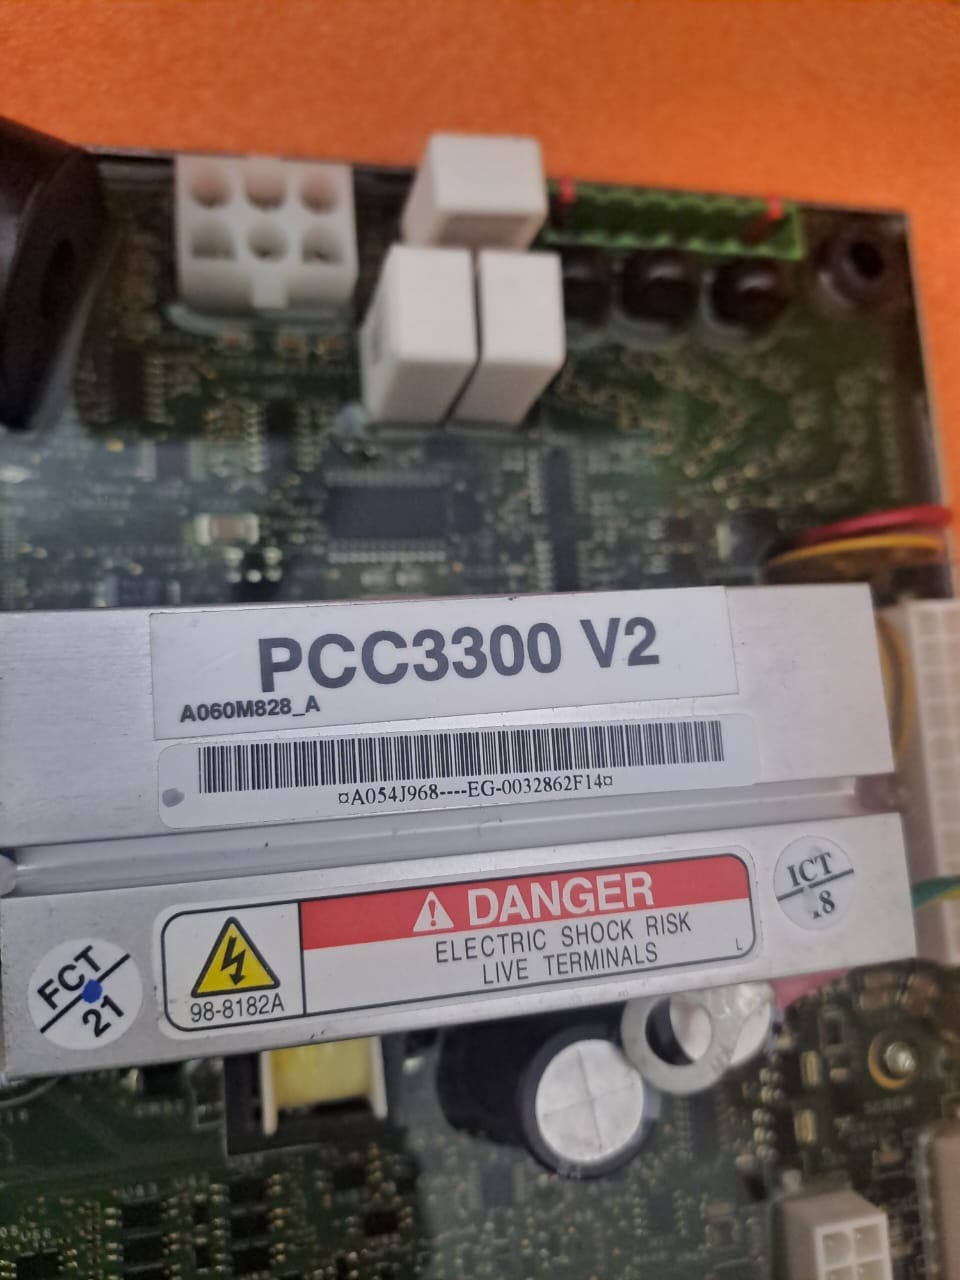 PCC3300 V2
A060M828_A
¤A054J968----EG-0032862F14¤
DANGER
ELECTRIC SHOCK RISK
LIVE TERMINALS
L
98-8182A
ICT
FCT
21